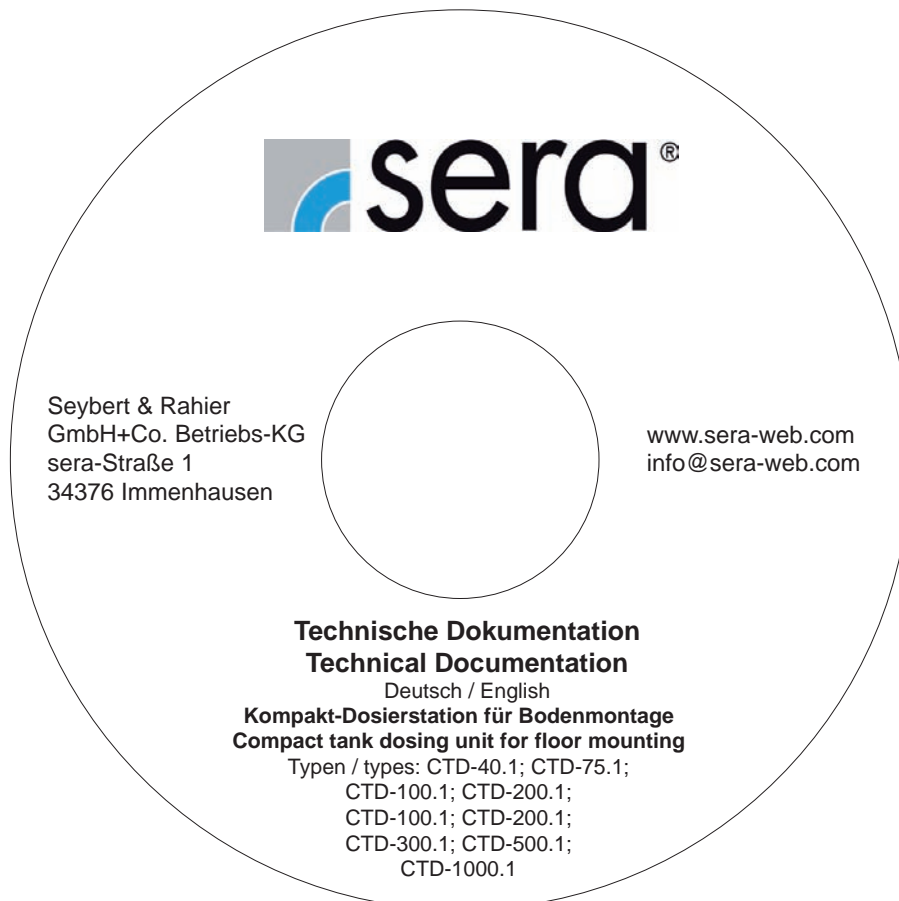 sera®
Seybert & Rahier
GmbH+Co. Betriebs-KG
sera-Straße 1
34376 Immenhausen
www.sera-web.com
info@sera-web.com
Technische Dokumentation
Technical Documentation
Deutsch / English
Kompakt-Dosierstation für Bodenmontage
Compact tank dosing unit for floor mounting
Typen / types: CTD-40.1; CTD-75.1;
CTD-100.1; CTD-200.1;
CTD-100.1; CTD-200.1;
CTD-300.1; CTD-500.1;
CTD-1000.1